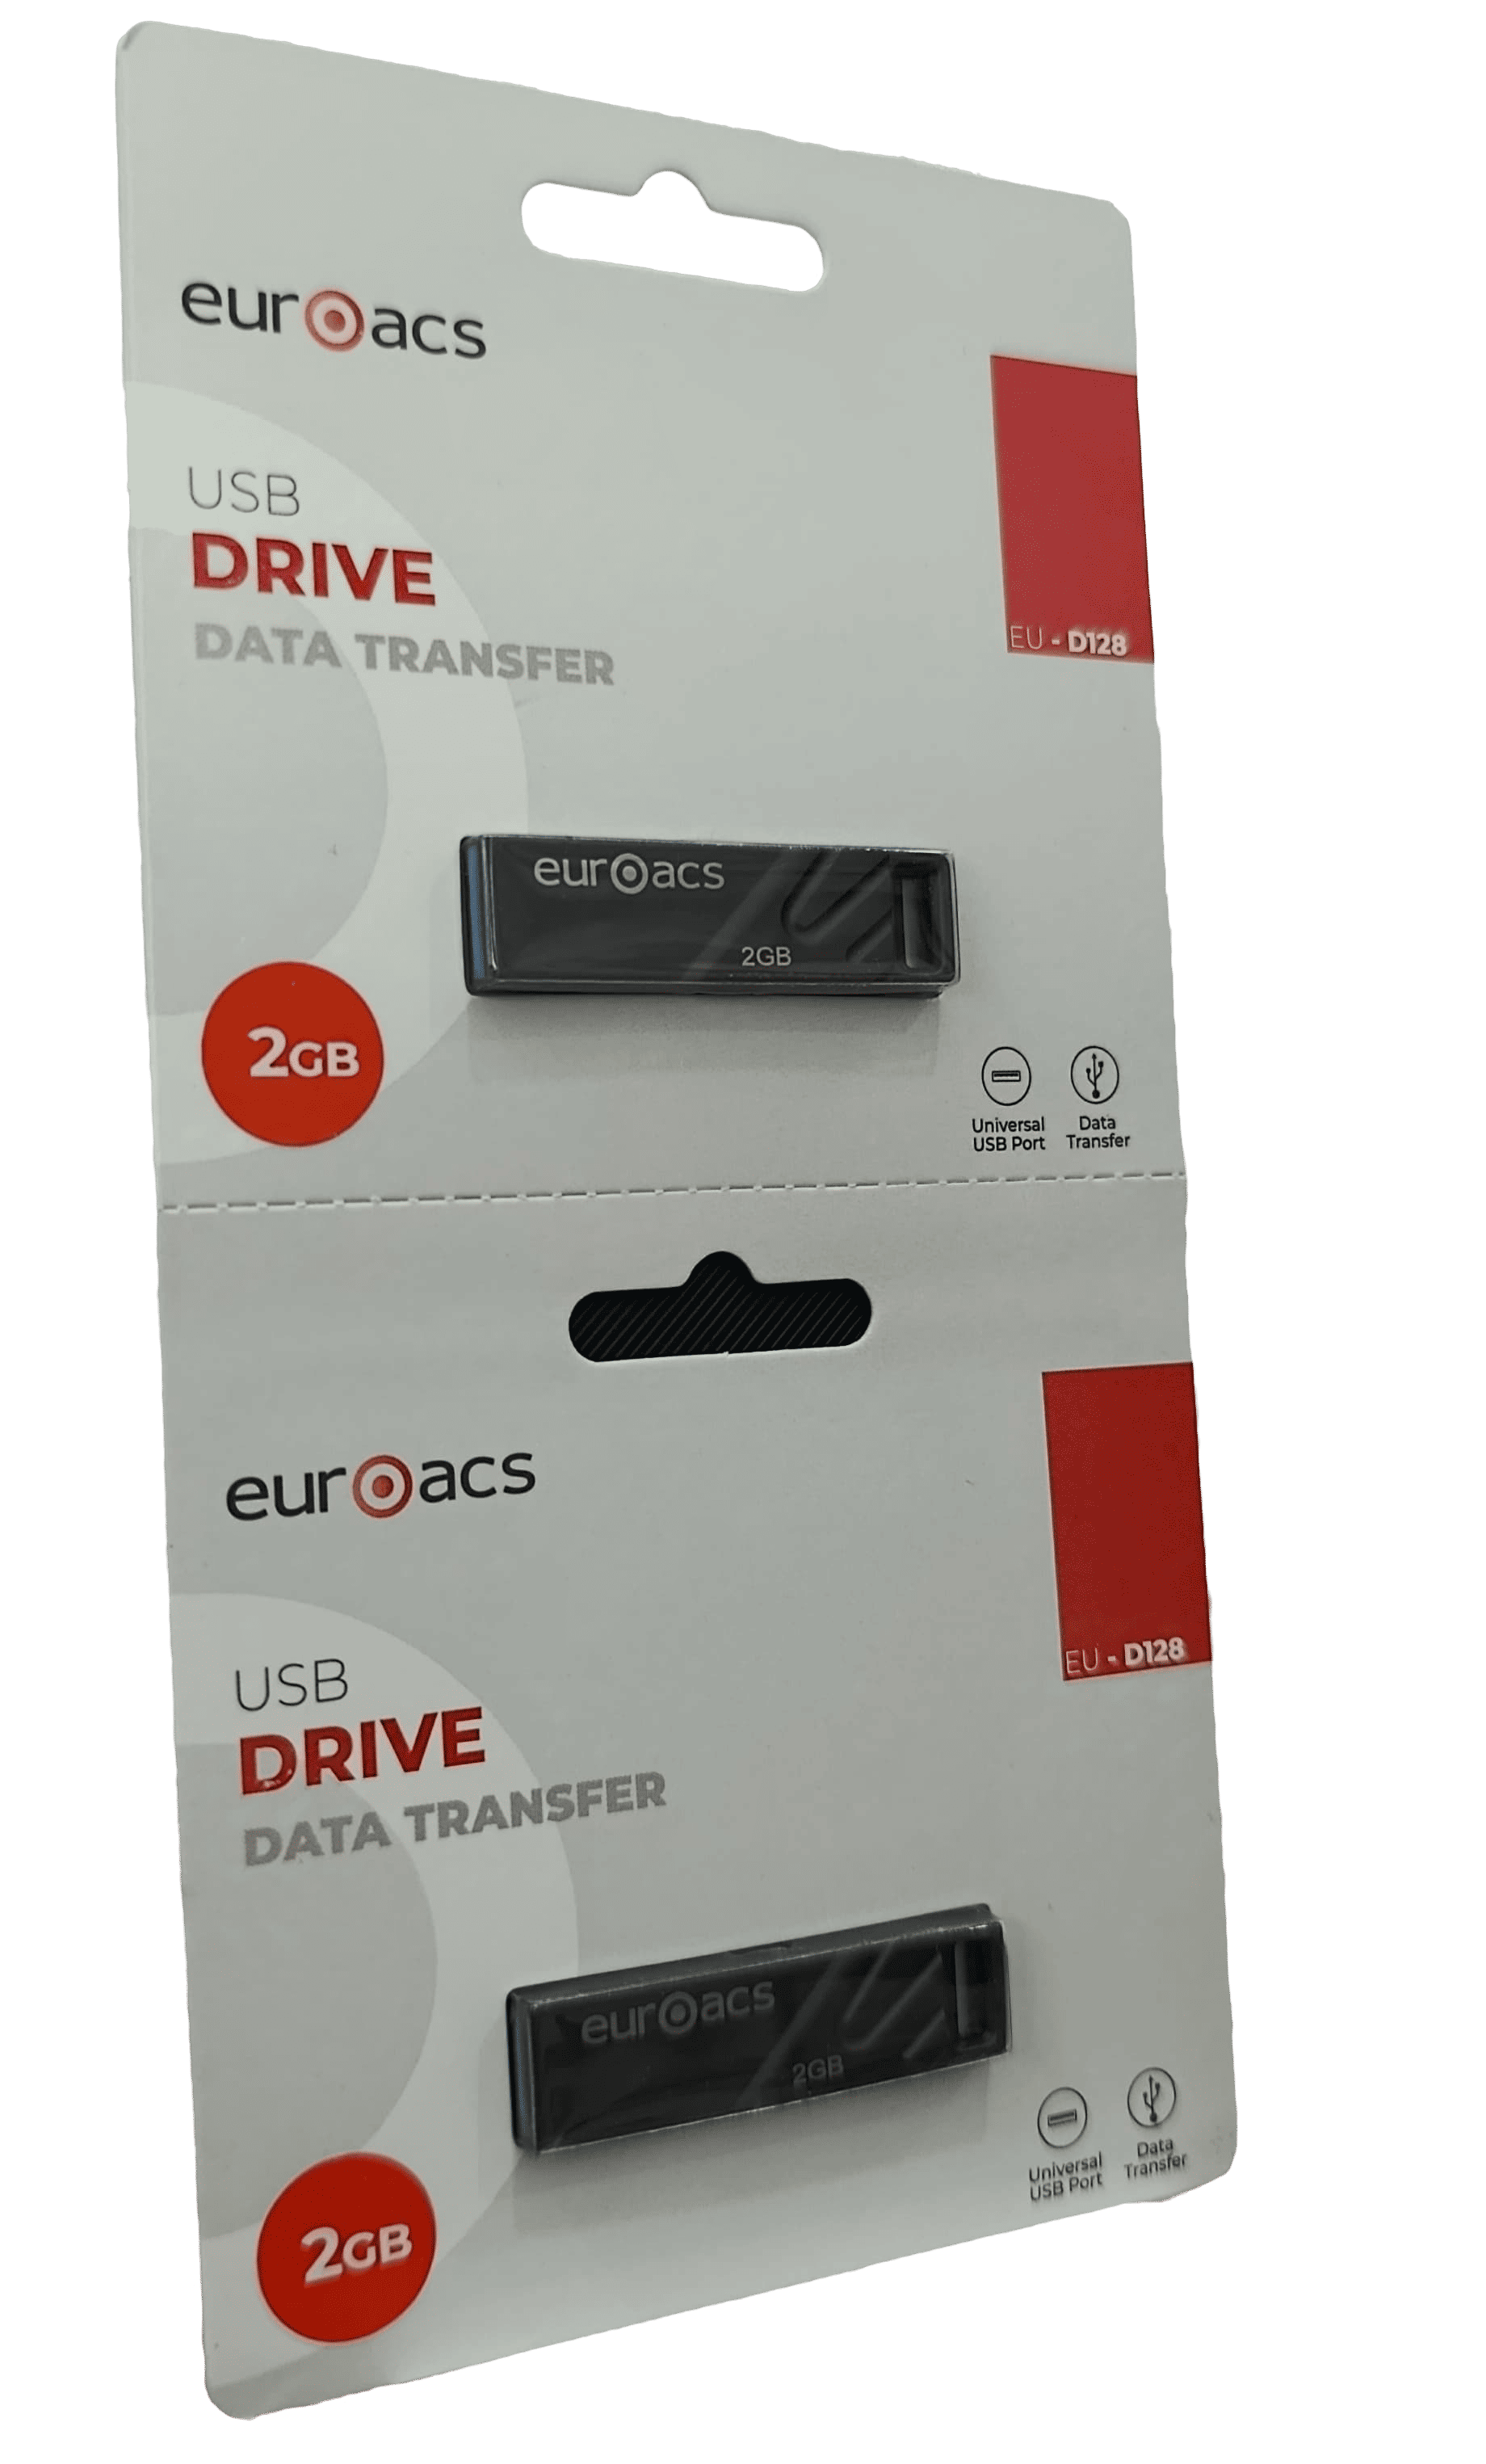 euroacs
USB
DRIVE
DATA TRANSFER
EU - D128
euroacs
2GB
2GB
Universal
USB Port
Data
Transfer
euroacs
USB
DRIVE
DATA TRANSFER
EU - D128
euroacs
2GB
2GB
Universal
USB Port
Data
Transfer